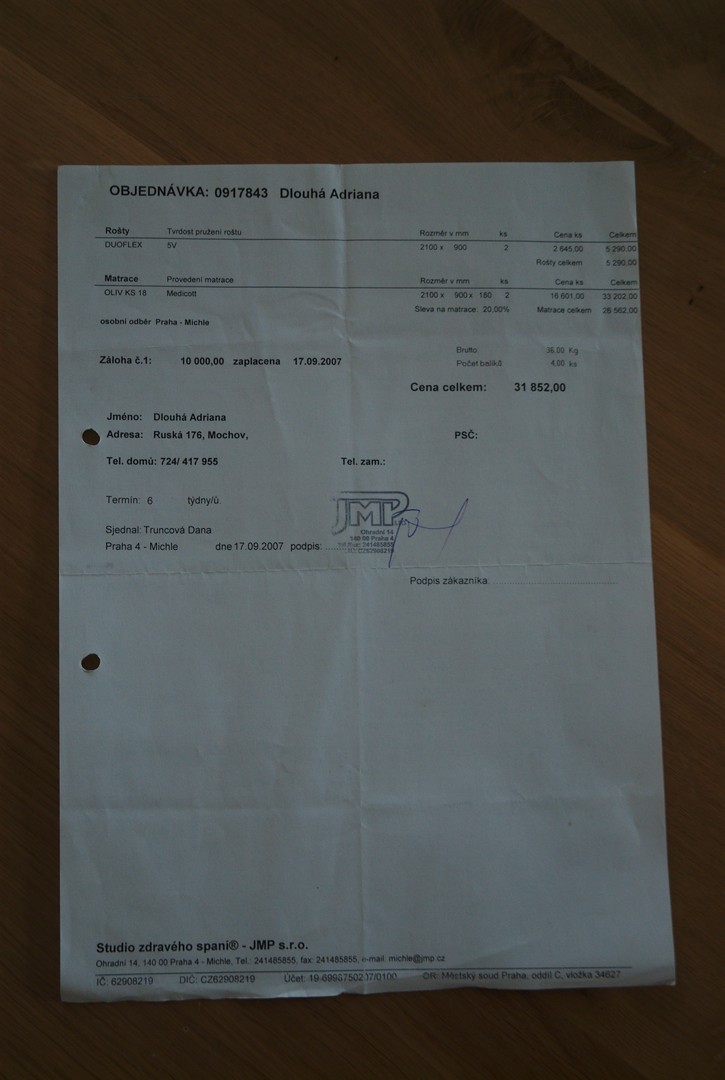 OBJEDNÁVKA: 0917843 Dlouhá Adriana
Rošty Tvrdost pružení roštu Rozměr v mm ks Cena ks Celkem
DUOFLEX 5V 2100 x 900 2 2 645,00 5 290,00
Rošty celkem 5 290,00
Matrace Provedení matrace Rozměr v mm ks Cena ks Celkem
OLIV KS 18 Medicott 2100 x 900 x 180 2 16 601,00 33 202,00
Sleva na matrace: 20,00% Matrace celkem 26 562,00
osobní odběr Praha - Michle
Brutto 36,00 Kg
Záloha č.1: 10 000,00 zaplacena 17.09.2007 Počet balíků: 4,00 ks
Cena celkem: 31 852,00
Jméno: Dlouhá Adriana
Adresa: Ruská 176, Mochov, PSČ:
Tel. domů: 724/ 417 955 Tel. zam.:
Termín: 6 týdny/ů.
JMP s.r.o.
Ohradní 14
140 00 Praha 4
Sjednal: Truncová Dana
Praha 4 - Michle dne 17.09.2007 podpis:
Podpis zákazníka:
Studio zdravého spaní® - JMP s.r.o.
Ohradní 14, 140 00 Praha 4 - Michle, Tel.: 241485855, fax: 241485855, e-mail: michle@jmp.cz
IČ: 62908219 DIČ: CZ62908219 Účet: 19-6998750237/0100 OR: Městský soud Praha, oddíl C, vložka 34627